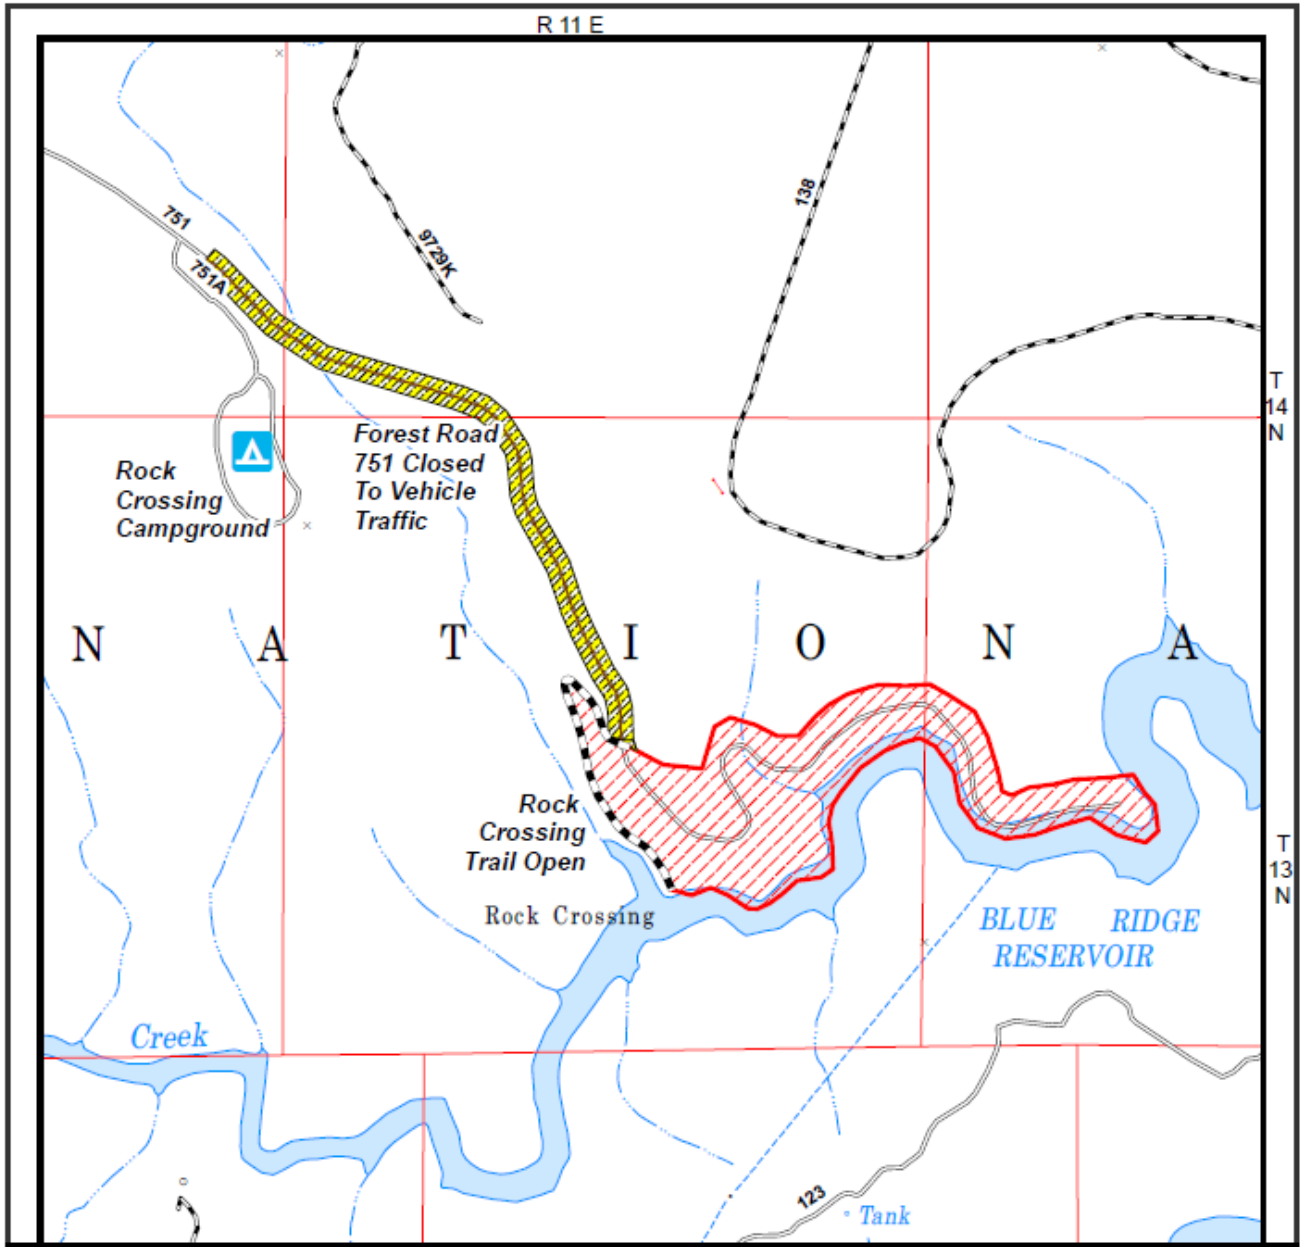 R 11 E
138
751
9729K
751A
T
14
N
Forest Road
751 Closed
To Vehicle
Traffic
Rock
Crossing
Campground
N A T I O N A
Rock
Crossing
Trail Open
T
13
N
Rock Crossing
BLUE RIDGE
RESERVOIR
Creek
123
Tank